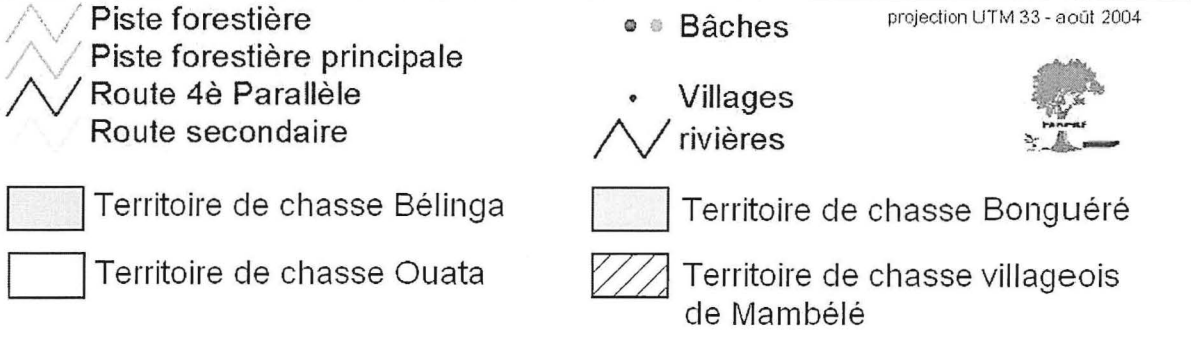 Piste forestière
Piste forestière principale
Route 4è Parallèle
Route secondaire
Bâches
Villages
rivières
projection UTM 33 - août 2004
Territoire de chasse Bélinga
Territoire de chasse Ouata
Territoire de chasse Bonguéré
Territoire de chasse villageois
de Mambélé